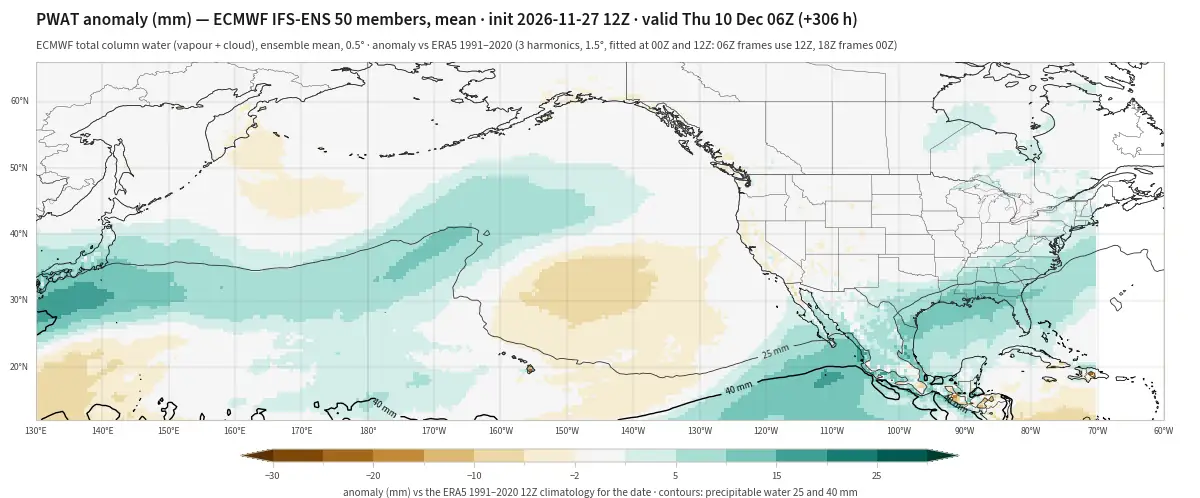 PWAT anomaly (mm) — ECMWF IFS-ENS 50 members, mean · init 2026-11-27 12Z · valid Thu 10 Dec 06Z (+306 h)
ECMWF total column water (vapour + cloud), ensemble mean, 0.5° · anomaly vs ERA5 1991–2020 (3 harmonics, 1.5°, fitted at 00Z and 12Z: 06Z frames use 12Z, 18Z frames 00Z)
60°N
50°N
40°N
30°N
20°N
25 mm
40 mm
40 mm
130°E 140°E 150°E 160°E 170°E 180° 170°W 160°W 150°W 140°W 130°W 120°W 110°W 100°W 90°W 80°W 70°W 60°W
−30 −20 −10 −2 5 15 25
anomaly (mm) vs the ERA5 1991–2020 12Z climatology for the date · contours: precipitable water 25 and 40 mm